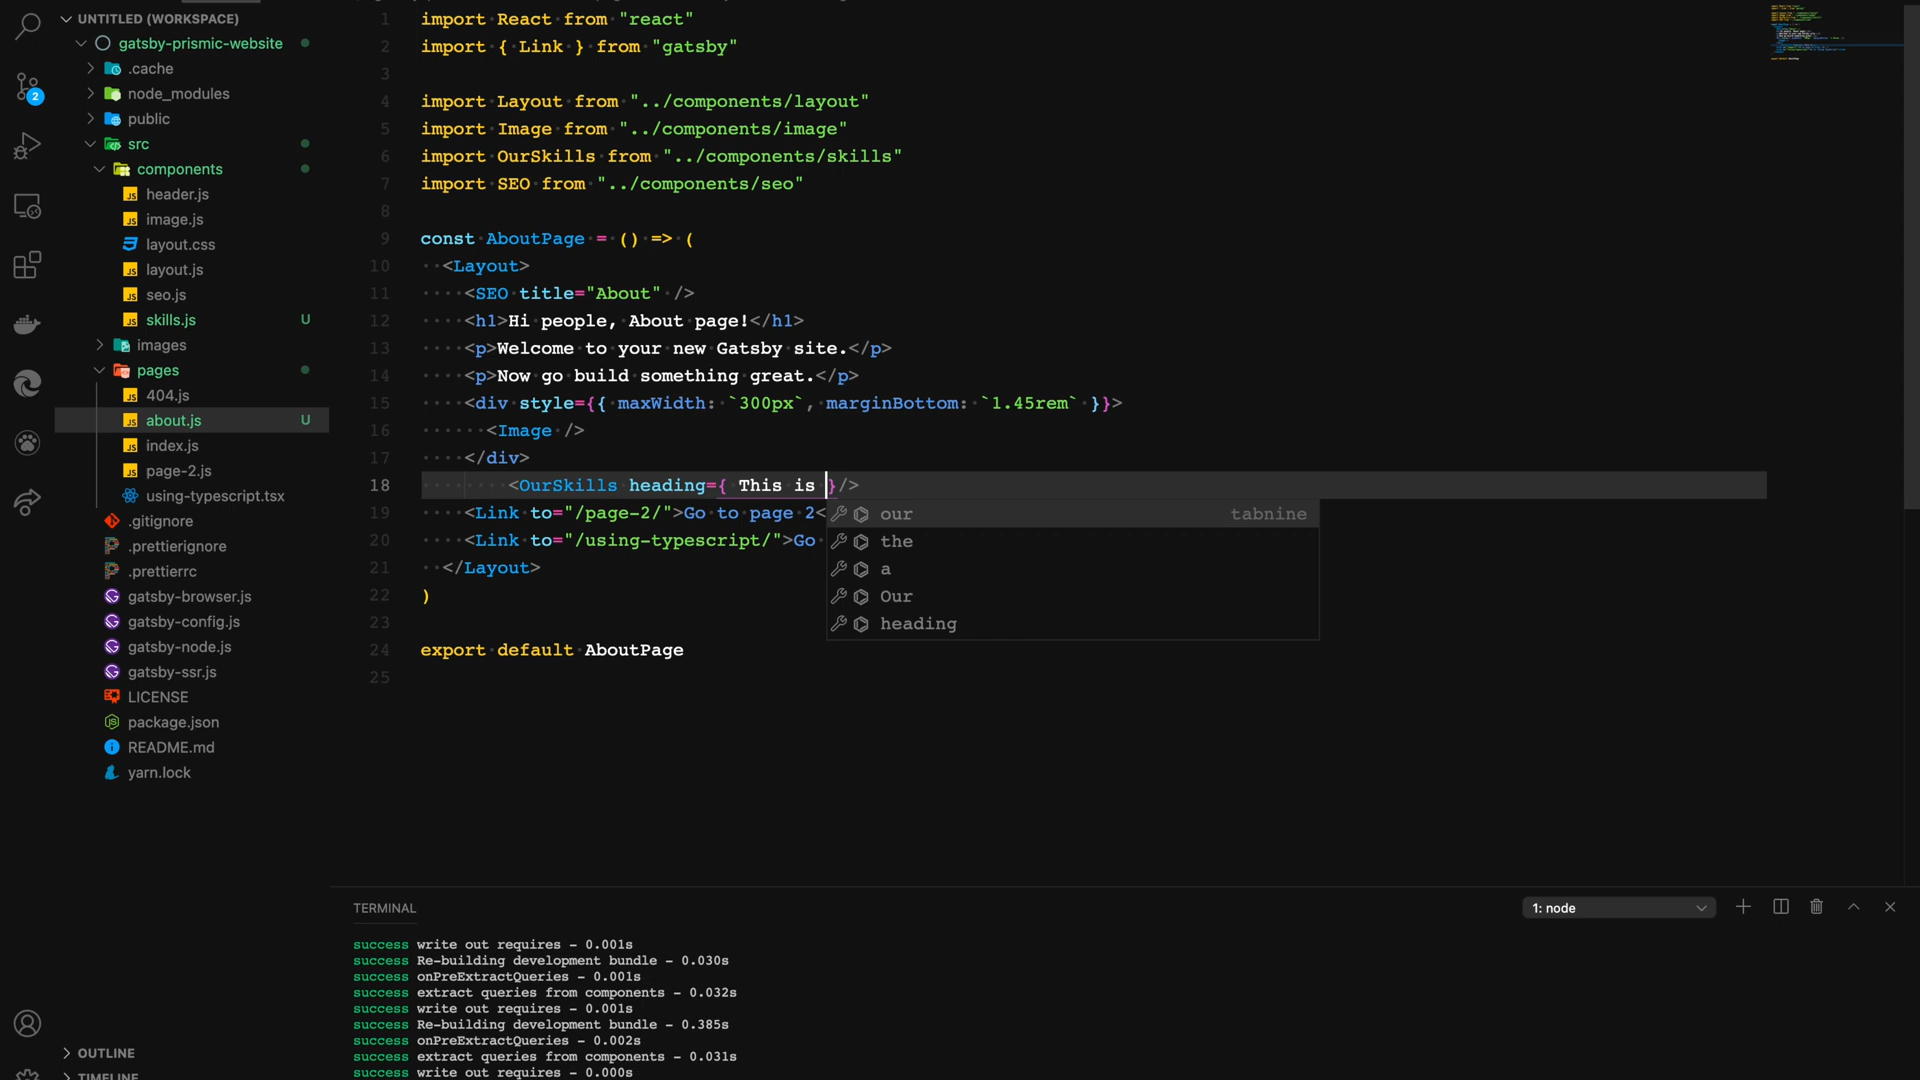 UNTITLED (WORKSPACE)
gatsby-prismic-website
.cache
node_modules
public
src
components
header.js
image.js
layout.css
layout.js
seo.js
skills.js U
images
pages
404.js
about.js U
index.js
page-2.js
using-typescript.tsx
.gitignore
.prettierignore
.prettierrc
gatsby-browser.js
gatsby-config.js
gatsby-node.js
gatsby-ssr.js
LICENSE
package.json
README.md
yarn.lock
OUTLINE
TIMELINE
2
1 import React from "react"
2 import { Link } from "gatsby"
3
4 import Layout from "../components/layout"
5 import Image from "../components/image"
6 import OurSkills from "../components/skills"
7 import SEO from "../components/seo"
8
9 const AboutPage = () => (
10 <Layout>
11 <SEO title="About" />
12 <h1>Hi people, About page!</h1>
13 <p>Welcome to your new Gatsby site.</p>
14 <p>Now go build something great.</p>
15 <div style={{ maxWidth: `300px`, marginBottom: `1.45rem` }}>
16 <Image />
17 </div>
18 <OurSkills heading={ This is }/>
19 <Link to="/page-2/">Go to page 2<
20 <Link to="/using-typescript/">Go
21 </Layout>
22 )
23
24 export default AboutPage
25
our tabnine
the
a
Our
heading
TERMINAL
1: node
success write out requires - 0.001s
success Re-building development bundle - 0.030s
success onPreExtractQueries - 0.001s
success extract queries from components - 0.032s
success write out requires - 0.001s
success Re-building development bundle - 0.385s
success onPreExtractQueries - 0.002s
success extract queries from components - 0.031s
success write out requires - 0.000s